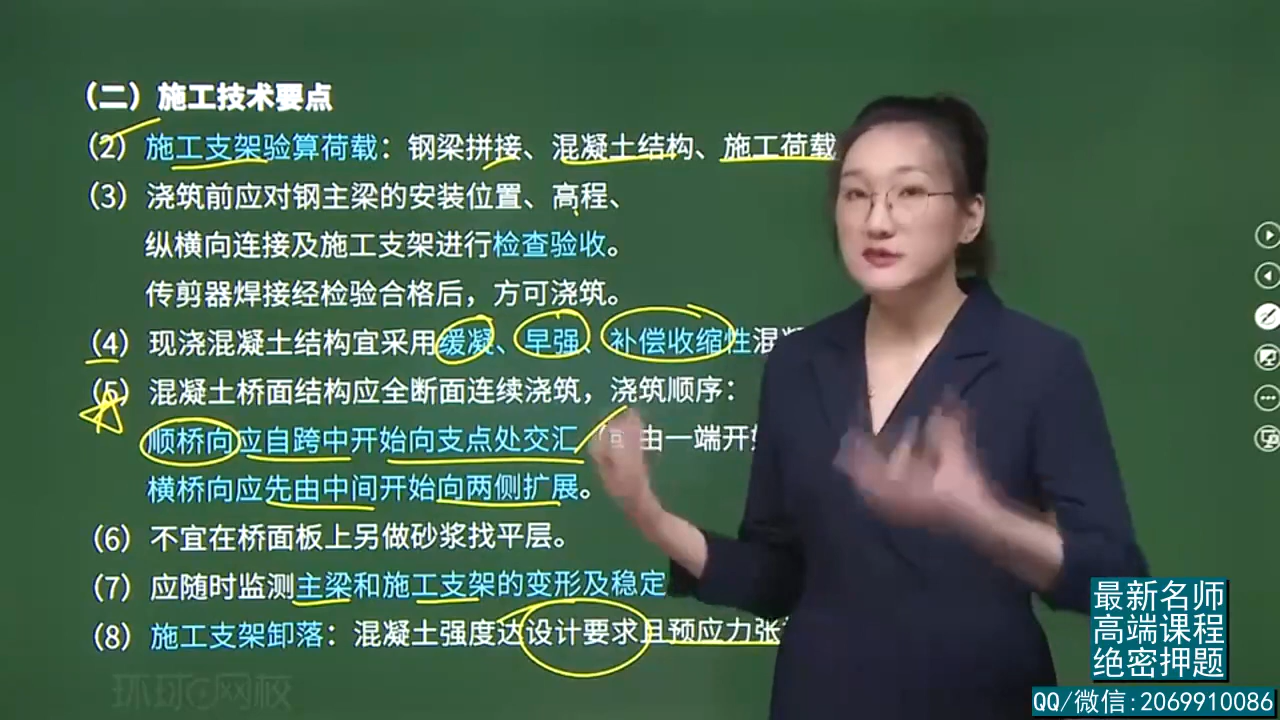 （二）施工技术要点
（2）施工支架验算荷载：钢梁拼接、混凝土结构、施工荷载
（3）浇筑前应对钢主梁的安装位置、高程、
纵横向连接及施工支架进行检查验收。
传剪器焊接经检验合格后，方可浇筑。
（4）现浇混凝土结构宜采用缓凝、早强、补偿收缩性混
（5）混凝土桥面结构应全断面连续浇筑，浇筑顺序：
顺桥向应自跨中开始向支点处交汇（或由一端开
横桥向应先由中间开始向两侧扩展。
（6）不宜在桥面板上另做砂浆找平层。
（7）应随时监测主梁和施工支架的变形及稳定
（8）施工支架卸落：混凝土强度达设计要求且预应力张
环球网校
最新名师
高端课程
绝密押题
QQ/微信:2069910086